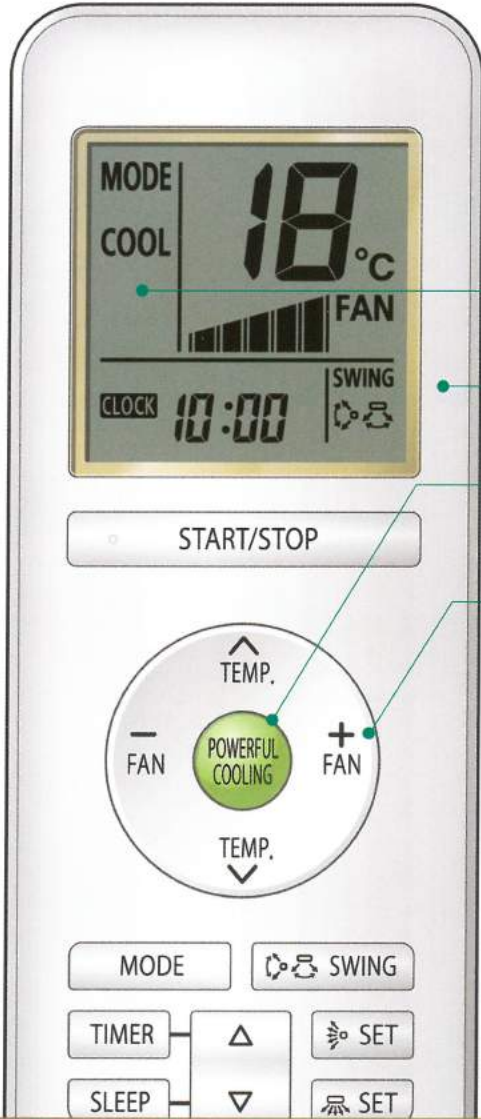 MODE
COOL
18 °C
FAN
CLOCK 10:00
SWING
START/STOP
TEMP.
− FAN
POWERFUL
COOLING
+ FAN
TEMP.
MODE
SWING
TIMER
SET
SLEEP
SET